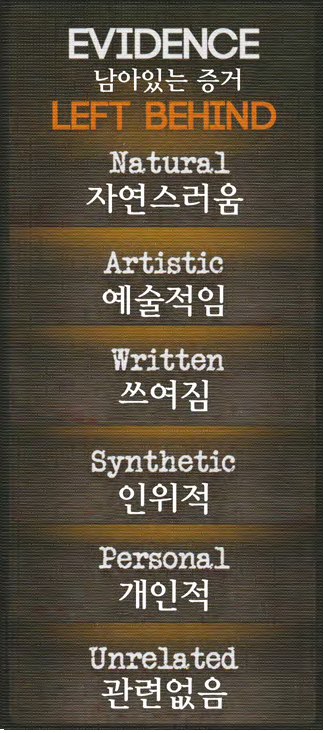 EVIDENCE
남아있는 증거
LEFT BEHIND
Natural
자연스러움
Artistic
예술적임
Written
쓰여짐
Synthetic
인위적
Personal
개인적
Unrelated
관련없음